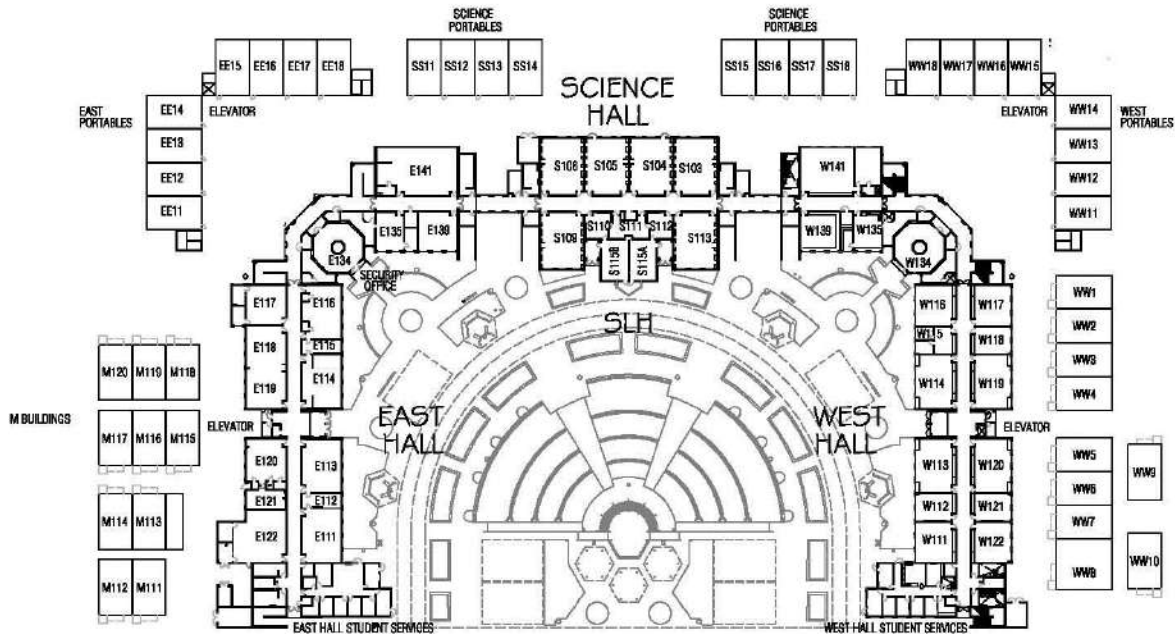 SCIENCE
PORTABLES
SCIENCE
PORTABLES
EE15 EE16 EE17 EE18
SS11 SS12 SS13 SS14
SS15 SS16 SS17 SS18
WW18 WW17 WW16 WW15
SCIENCE
HALL
EAST
PORTABLES
EE14
ELEVATOR
ELEVATOR
WW14
WEST
PORTABLES
EE13
WW13
EE12
WW12
EE11
WW11
E141
S106 S105 S104 S103
W141
E135 E139
S109 S110 S111 S112 S113
W139 W135
S115B S115A
E134
W134
SECURITY
OFFICE
E117 E116
W116 W117
WW1
SLH
WW2
E118 E115
W115 W118
M120 M119 M118
WW3
E119 E114
W114 W119
WW4
EAST
HALL
WEST
HALL
M BUILDINGS
M117 M116 M115
ELEVATOR
ELEVATOR
E120 E113
W113 W120
WW5
WW9
WW6
E121 E112
W112 W121
M114 M113
WW7
E122 E111
W111 W122
WW8
WW10
M112 M111
EAST HALL STUDENT SERVICES
WEST HALL STUDENT SERVICES